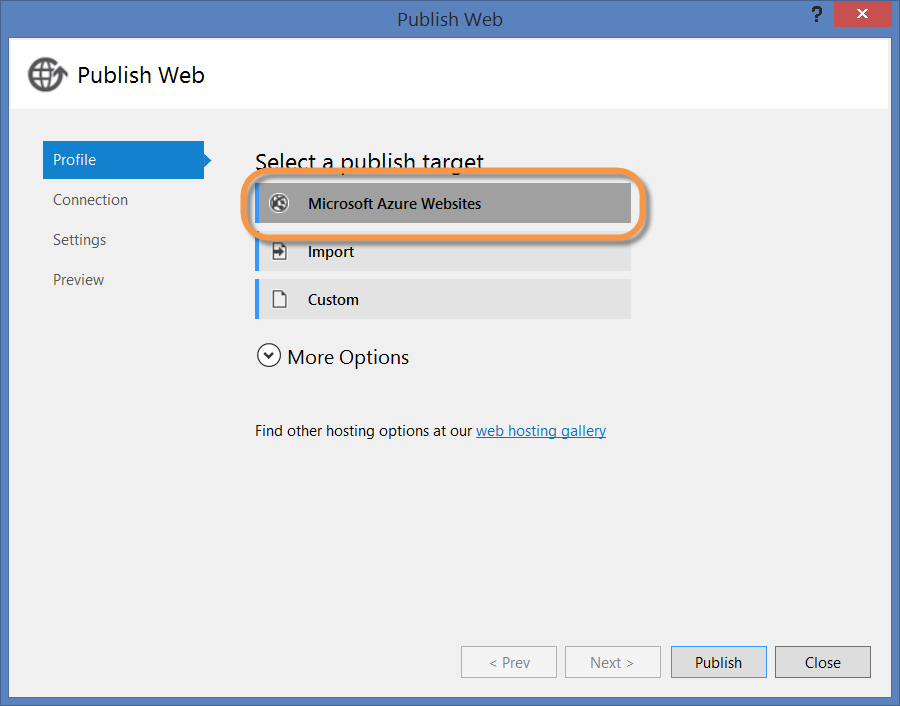 Publish Web
?
Publish Web
Profile
Connection
Settings
Preview
Select a publish target
Microsoft Azure Websites
Import
Custom
More Options
Find other hosting options at our web hosting gallery
< Prev
Next >
Publish
Close